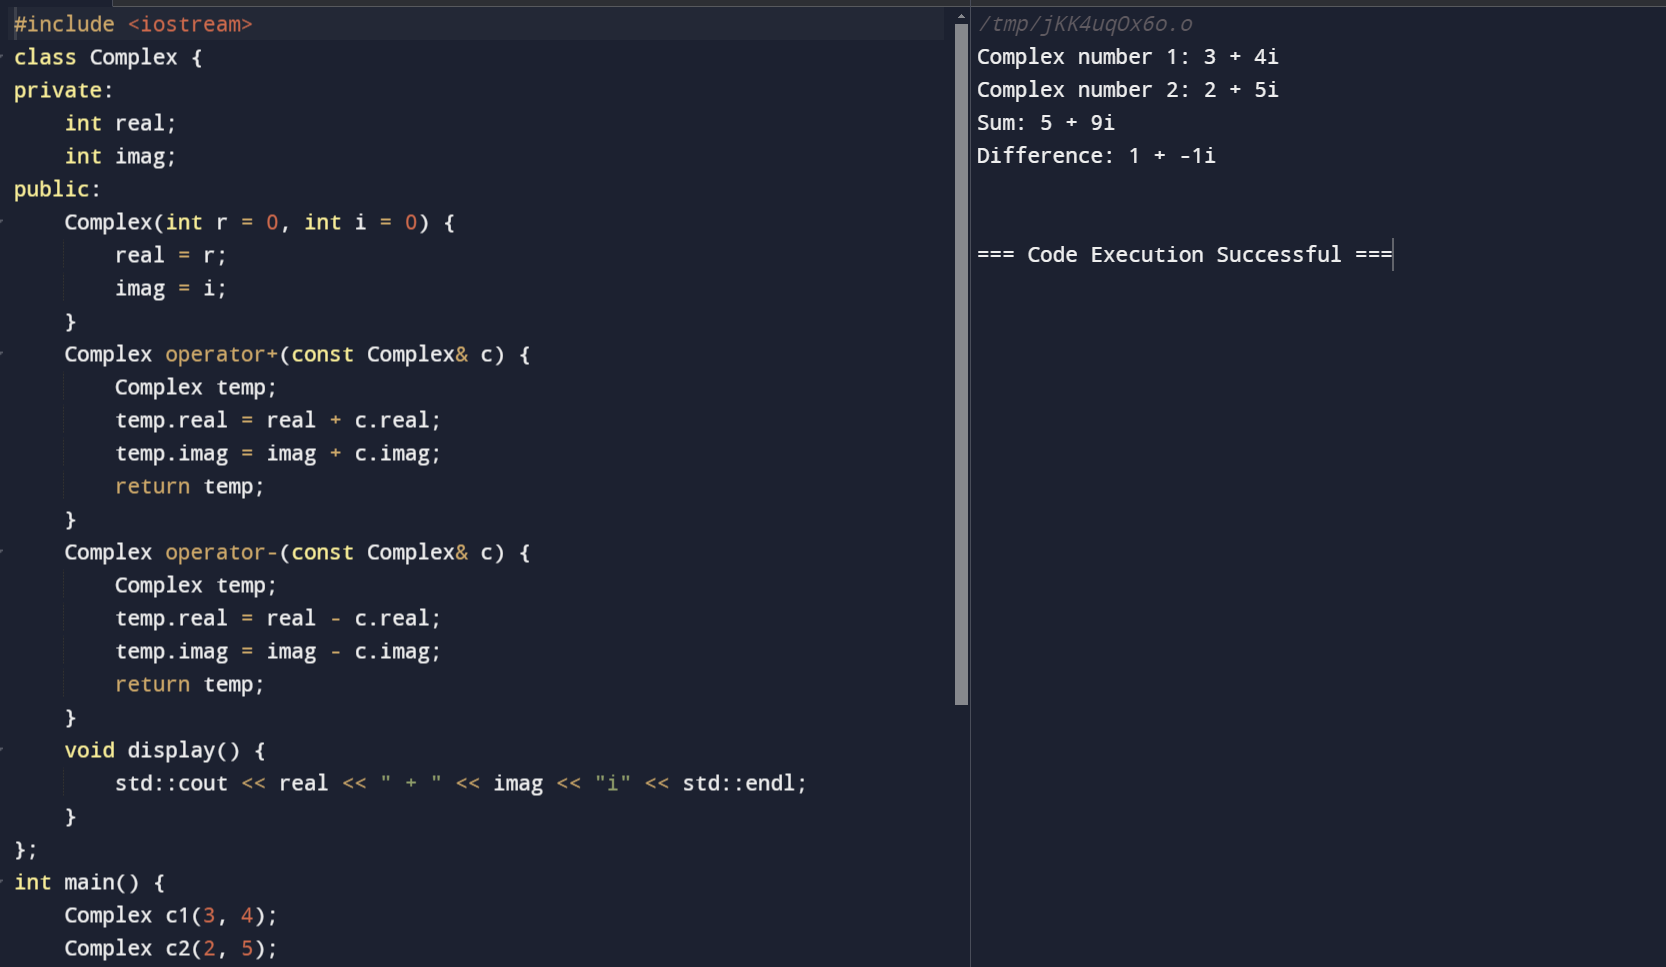 #include <iostream>
class Complex {
private:
    int real;
    int imag;
public:
    Complex(int r = 0, int i = 0) {
        real = r;
        imag = i;
    }
    Complex operator+(const Complex& c) {
        Complex temp;
        temp.real = real + c.real;
        temp.imag = imag + c.imag;
        return temp;
    }
    Complex operator-(const Complex& c) {
        Complex temp;
        temp.real = real - c.real;
        temp.imag = imag - c.imag;
        return temp;
    }
    void display() {
        std::cout << real << " + " << imag << "i" << std::endl;
    }
};
int main() {
    Complex c1(3, 4);
    Complex c2(2, 5);
/tmp/jKK4uqOx6o.o
Complex number 1: 3 + 4i
Complex number 2: 2 + 5i
Sum: 5 + 9i
Difference: 1 + -1i
=== Code Execution Successful ===